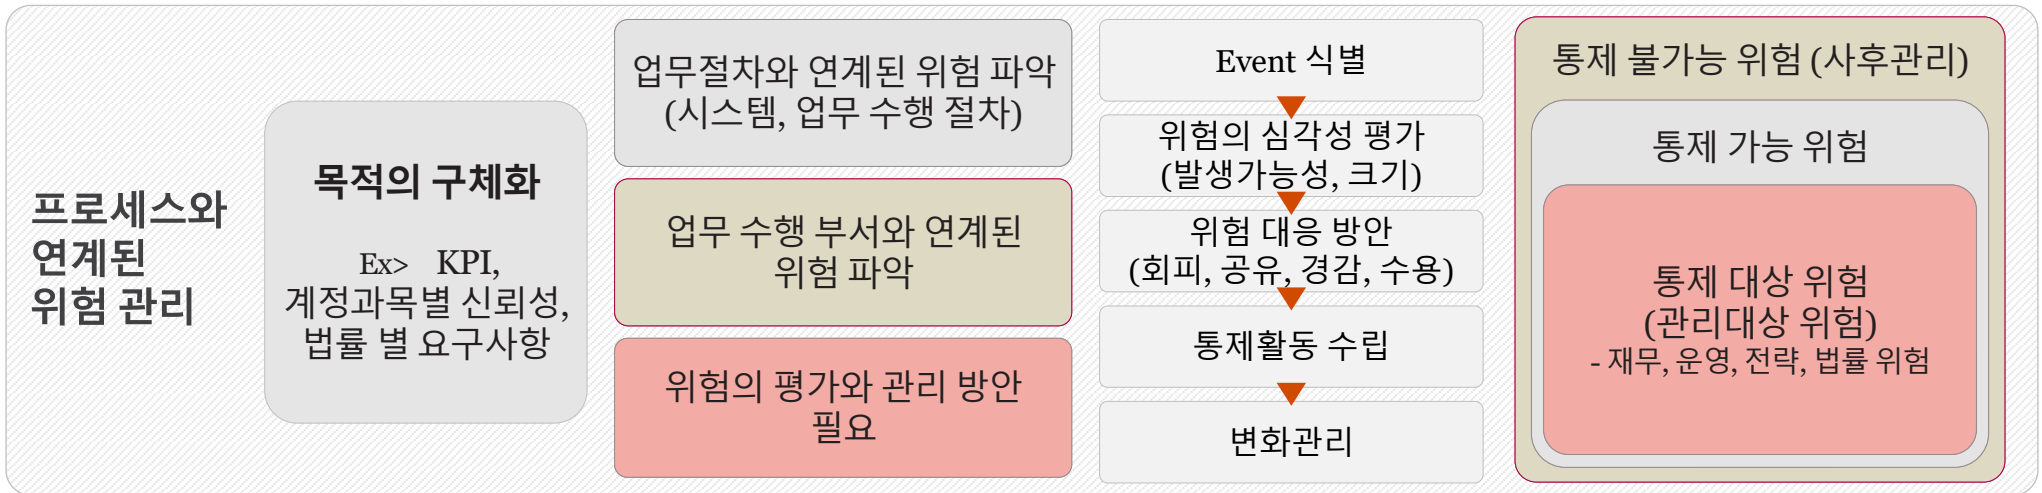 프로세스와
연계된
위험 관리
목적의 구체화
Ex> KPI,
계정과목별 신뢰성,
법률 별 요구사항
업무절차와 연계된 위험 파악
(시스템, 업무 수행 절차)
업무 수행 부서와 연계된
위험 파악
위험의 평가와 관리 방안
필요
Event 식별
위험의 심각성 평가
(발생가능성, 크기)
위험 대응 방안
(회피, 공유, 경감, 수용)
통제활동 수립
변화관리
통제 불가능 위험 (사후관리)
통제 가능 위험
통제 대상 위험
(관리대상 위험)
- 재무, 운영, 전략, 법률 위험